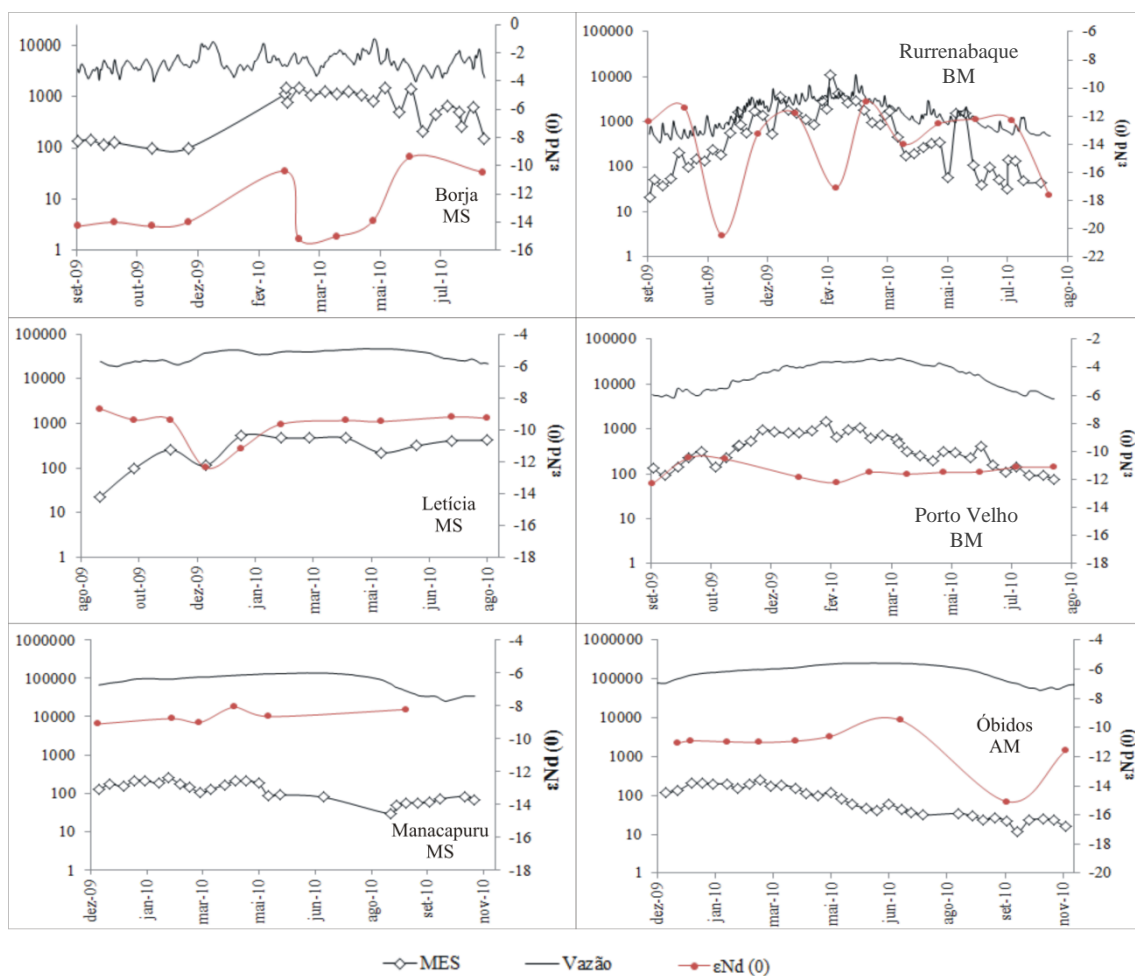 10000
1000
100
10
1
0
-2
-4
-6
-8
-10
-12
-14
-16
εNd (0)
Borja
MS
set-09
out-09
dez-09
fev-10
mar-10
mai-10
jul-10
100000
10000
1000
100
10
1
-6
-8
-10
-12
-14
-16
-18
-20
-22
εNd (0)
Rurrenabaque
BM
set-09
out-09
dez-09
fev-10
mar-10
mai-10
jul-10
ago-10
100000
10000
1000
100
10
1
-4
-6
-8
-10
-12
-14
-16
-18
εNd (0)
Letícia
MS
ago-09
out-09
dez-09
jan-10
mar-10
mai-10
jun-10
ago-10
100000
10000
1000
100
10
1
-2
-4
-6
-8
-10
-12
-14
-16
-18
εNd (0)
Porto Velho
BM
set-09
out-09
dez-09
fev-10
mar-10
mai-10
jul-10
ago-10
1000000
100000
10000
1000
100
10
1
-4
-6
-8
-10
-12
-14
-16
-18
εNd (0)
Manacapuru
MS
dez-09
jan-10
mar-10
jun-10
ago-10
set-10
nov-10
1000000
100000
10000
1000
100
10
1
-4
-6
-8
-10
-12
-14
-16
-18
-20
εNd (0)
Óbidos
AM
dez-09
jan-10
mar-10
mai-10
jun-10
set-10
nov-10
MES
Vazão
εNd (0)